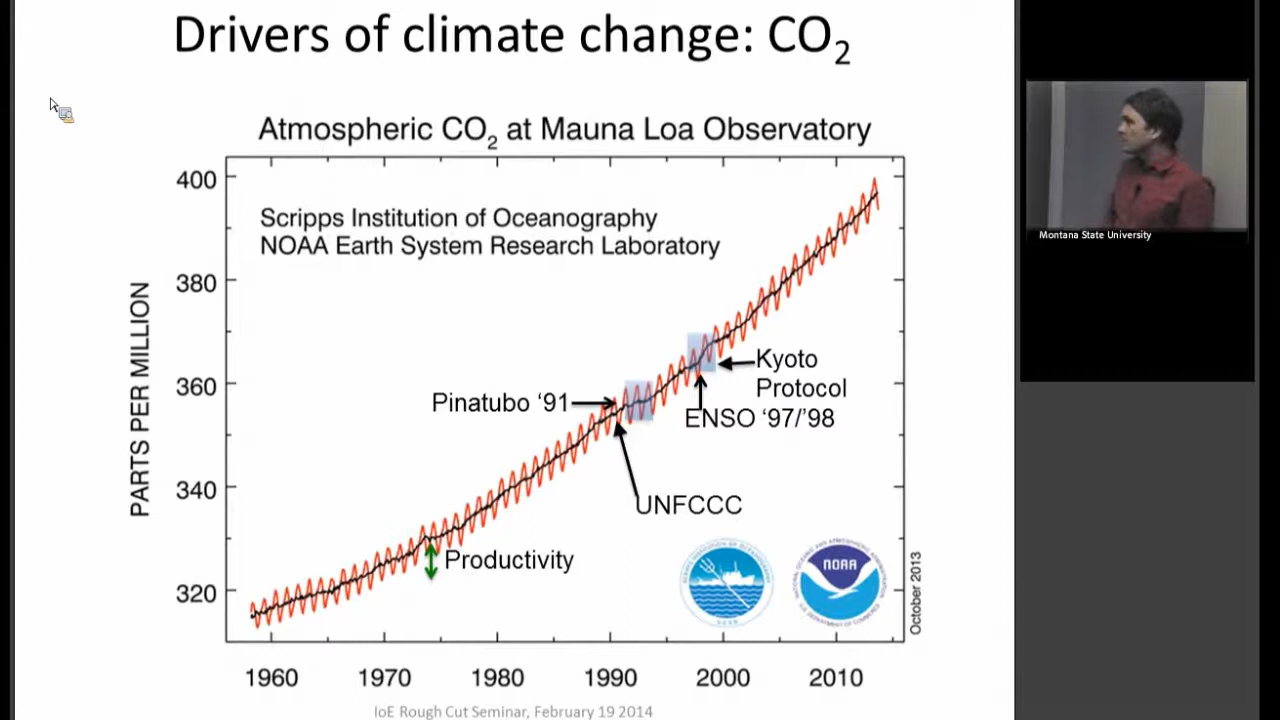 Drivers of climate change: CO₂
Atmospheric CO₂ at Mauna Loa Observatory
Scripps Institution of Oceanography
NOAA Earth System Research Laboratory
PARTS PER MILLION
400
380
360
340
320
Kyoto
Protocol
Pinatubo ‘91
ENSO ‘97/’98
UNFCCC
Productivity
NOAA
October 2013
1960
1970
1980
1990
2000
2010
IoE Rough Cut Seminar, February 19 2014
Montana State University